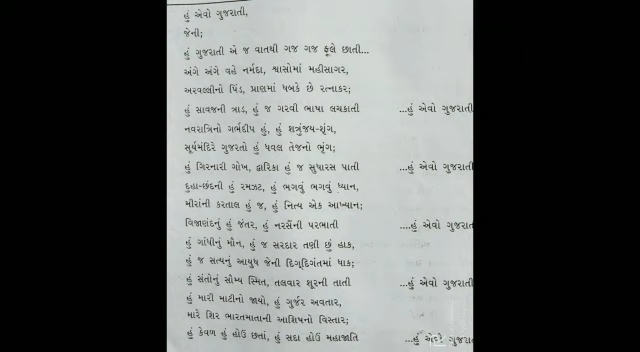 હું એવો ગુજરાતી,
જેની;
હું ગુજરાતી એ જ વાતથી ગજ ગજ ફૂલે છાતી...
અંગે અંગે વહે નર્મદા, શ્વાસોમાં મહીસાગર,
અરવલ્લીનો પિંડ, પ્રાણમાં ધબકે છે રત્નાકર;
હું સાવજની ત્રાડ, હું જ ગરવી ભાષા લચકાતી ...હું એવો ગુજરાતી
નવરાત્રિનો ગર્ભદીપ હું, હું શત્રુંજય-શૃંગ,
સૂર્યમંદિરે ગુજરતો હું ધવલ તેજનો ભૃંગ;
હું ગિરનારી ગોખ, દ્વારિકા હું જ સુધારસ પાતી ...હું એવો ગુજરાતી
દુહા-છંદની હું રમઝટ, હું ભગવું ભગવું ધ્યાન,
મીરાંની કરતાલ હું જ, હું નિત્ય એક આખ્યાન;
વિજાણંદનું હું જંતર, હું નરસૈંની પરભાતી ....હું એવો ગુજરાતી
હું ગાંધીનું મૌન, હું જ સરદાર તણી છું હાક,
હું જ સત્યનું આયુધ જેની દિગ્દિગંતમાં ધાક;
હું સંતોનું સૌમ્ય સ્મિત, તલવાર શૂરની તાતી ...હું એવો ગુજરાતી
હું મારી માટીનો જાયો, હું ગુર્જર અવતાર,
મારે શિર ભારતમાતાની આશિષનો વિસ્તાર;
હું કેવળ હું હોઉં છતાં, હું સદા હોઉં મહાજાતિ ...હું એવો ગુજરા